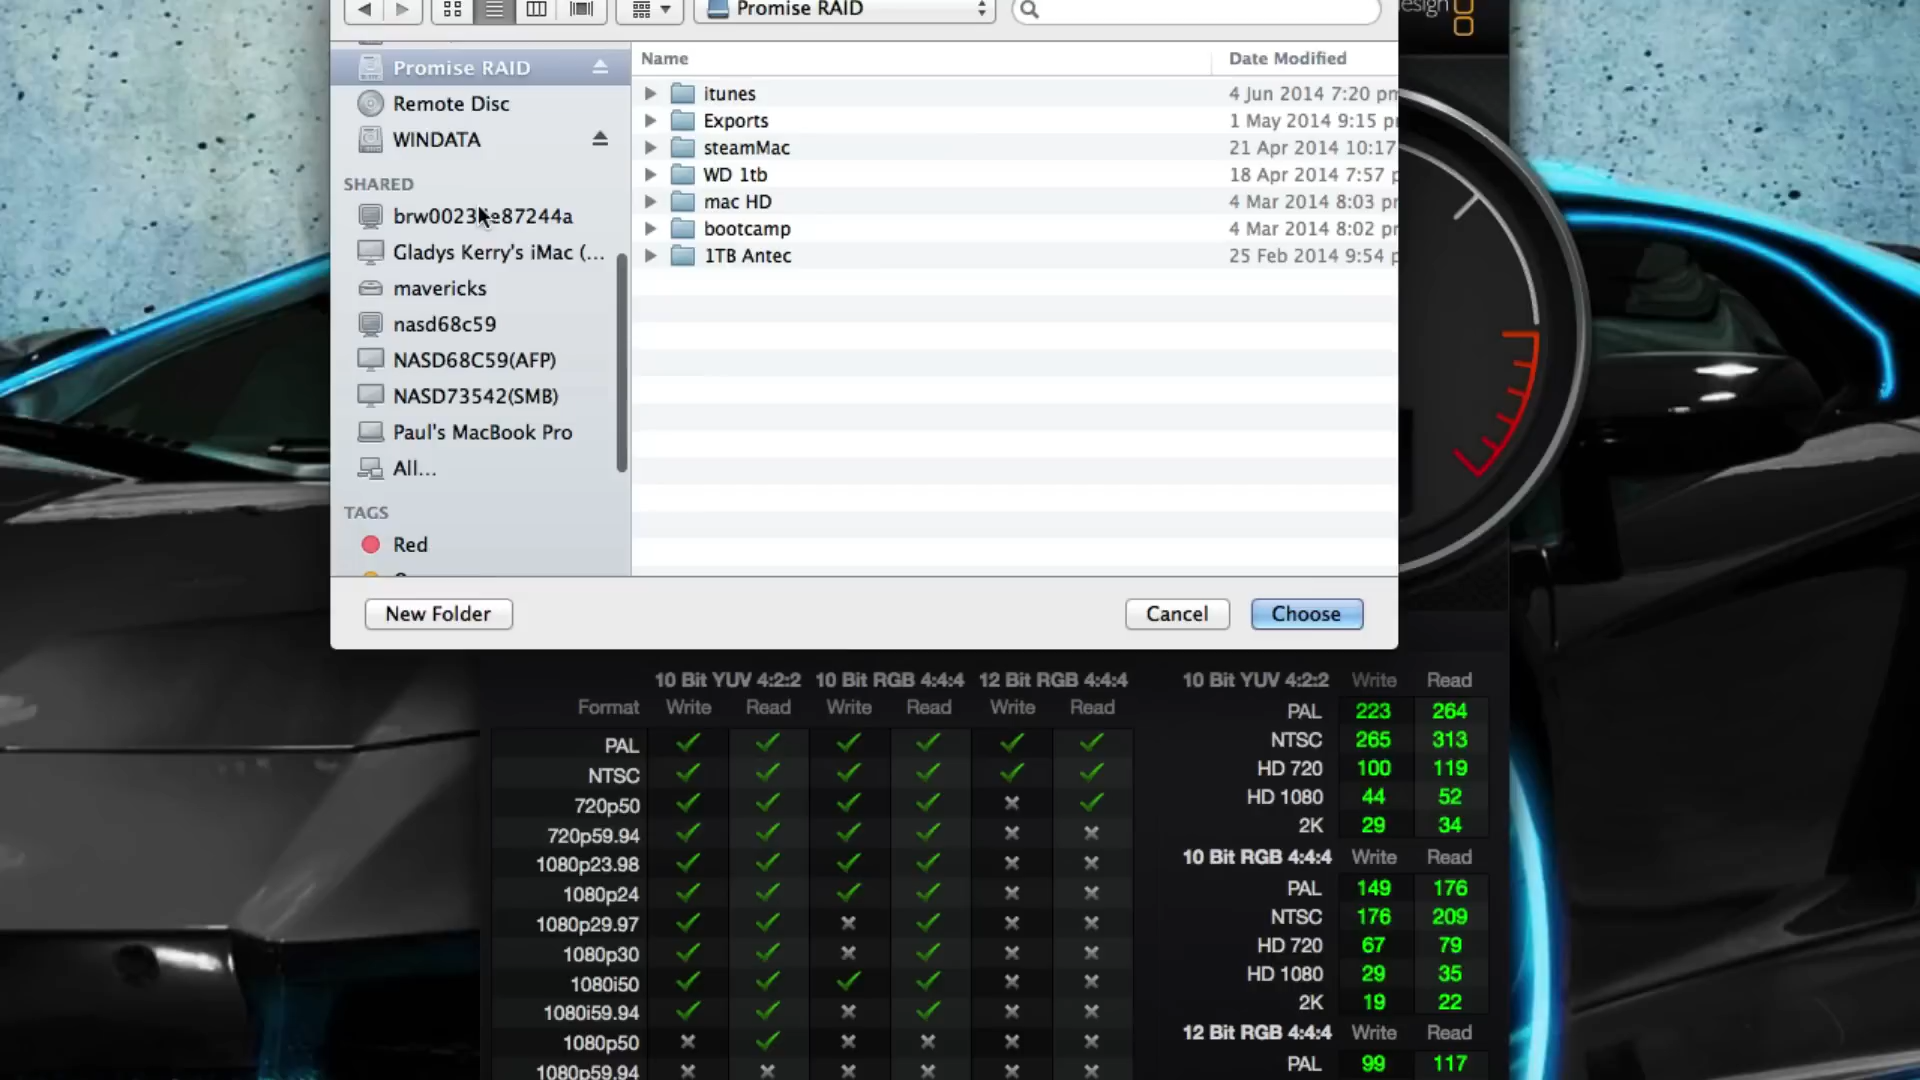 Promise RAID
esign
Promise RAID
Remote Disc
WINDATA
SHARED
Gladys Kerry's iMac (...
mavericks
nasd68c59
NASD68C59(AFP)
NASD73542(SMB)
Paul's MacBook Pro
All...
TAGS
Red
Name Date Modified
itunes 4 Jun 2014 7:20 pm
Exports 1 May 2014 9:15 pm
steamMac 21 Apr 2014 10:17
WD 1tb 18 Apr 2014 7:57 p
mac HD 4 Mar 2014 8:03 pm
bootcamp 4 Mar 2014 8:02 pm
1TB Antec 25 Feb 2014 9:54 p
New Folder Cancel Choose
10 Bit YUV 4:2:2 10 Bit RGB 4:4:4 12 Bit RGB 4:4:4
Format Write Read Write Read Write Read
PAL
NTSC
720p50
720p59.94
1080p23.98
1080p24
1080p29.97
1080p30
1080i50
1080i59.94
1080p50
1080p59.94
10 Bit YUV 4:2:2 Write Read
PAL 223 264
NTSC 265 313
HD 720 100 119
HD 1080 44 52
2K 29 34
10 Bit RGB 4:4:4 Write Read
PAL 149 176
NTSC 176 209
HD 720 67 79
HD 1080 29 35
2K 19 22
12 Bit RGB 4:4:4 Write Read
PAL 99 117